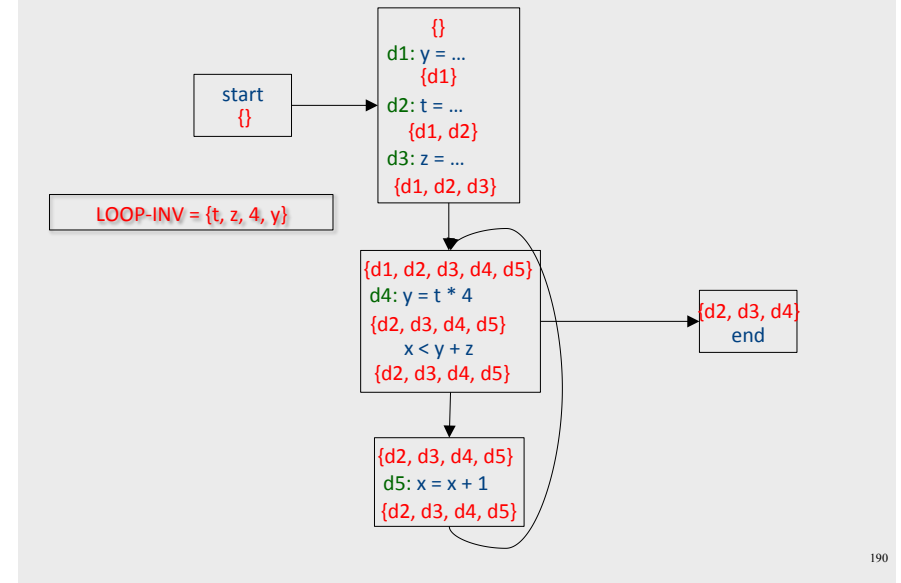 {}
d1: y = ...
{d1}
d2: t = ...
{d1, d2}
d3: z = ...
{d1, d2, d3}
start
{}
LOOP-INV = {t, z, 4, y}
{d1, d2, d3, d4, d5}
d4: y = t * 4
{d2, d3, d4, d5}
x < y + z
{d2, d3, d4, d5}
{d2, d3, d4}
end
{d2, d3, d4, d5}
d5: x = x + 1
{d2, d3, d4, d5}
190